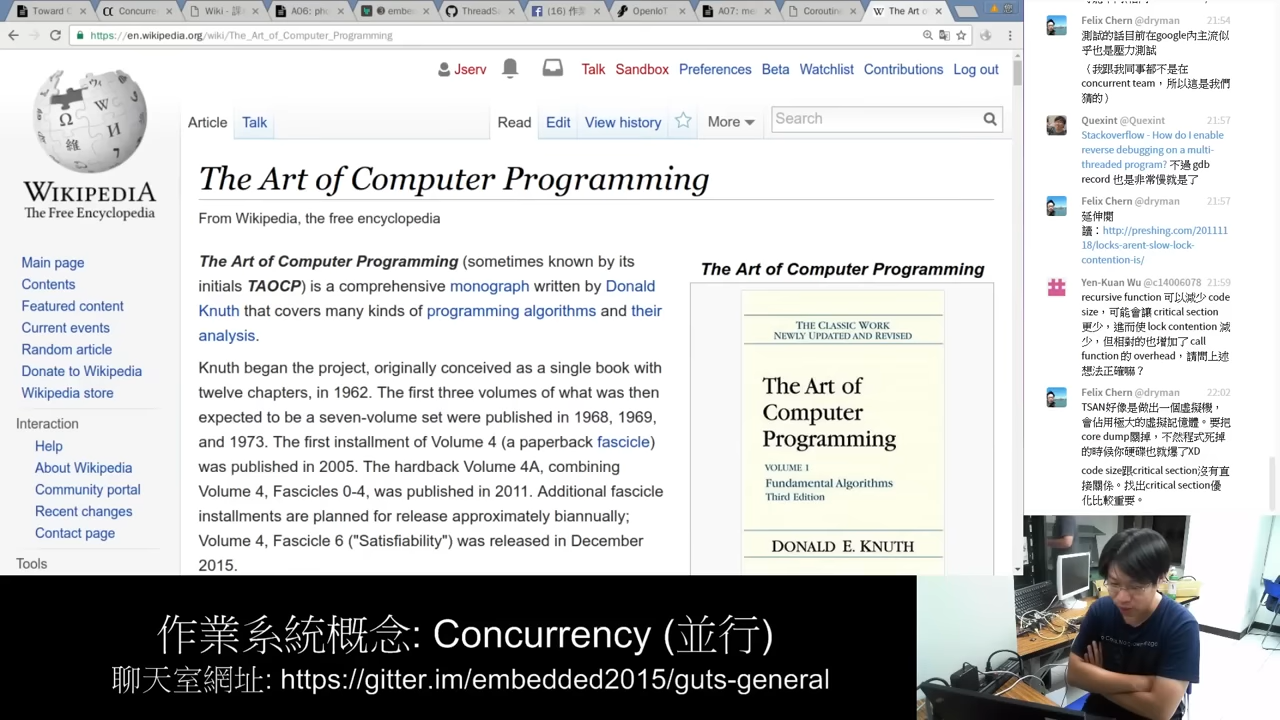 Toward C
Concurr
Wiki - 課
A06: pho
embe
ThreadS
(16) 作
OpenIoT
A07: me
Coroutin
The Art o
https://en.wikipedia.org/wiki/The_Art_of_Computer_Programming
Jserv Talk Sandbox Preferences Beta Watchlist Contributions Log out
Article Talk Read Edit View history More Search
WIKIPEDIA
The Free Encyclopedia
Main page
Contents
Featured content
Current events
Random article
Donate to Wikipedia
Wikipedia store
Interaction
Help
About Wikipedia
Community portal
Recent changes
Contact page
Tools
The Art of Computer Programming
From Wikipedia, the free encyclopedia
The Art of Computer Programming (sometimes known by its
initials TAOCP) is a comprehensive monograph written by Donald
Knuth that covers many kinds of programming algorithms and their
analysis.
Knuth began the project, originally conceived as a single book with
twelve chapters, in 1962. The first three volumes of what was then
expected to be a seven-volume set were published in 1968, 1969,
and 1973. The first installment of Volume 4 (a paperback fascicle)
was published in 2005. The hardback Volume 4A, combining
Volume 4, Fascicles 0-4, was published in 2011. Additional fascicle
installments are planned for release approximately biannually;
Volume 4, Fascicle 6 ("Satisfiability") was released in December
2015.
The Art of Computer Programming
THE CLASSIC WORK
NEWLY UPDATED AND REVISED
The Art of
Computer
Programming
VOLUME 1
Fundamental Algorithms
Third Edition
DONALD E. KNUTH
Felix Chern @dryman 21:54
測試的話目前在google內主流似
乎也是壓力測試
（我跟我同事都不是在
concurrent team，所以這是我們
猜的）
Quexint @Quexint 21:57
Stackoverflow - How do I enable
reverse debugging on a multi-
threaded program? 不過 gdb
record 也是非常慢就是了
Felix Chern @dryman 21:57
延伸閱
讀：http://preshing.com/201111
18/locks-arent-slow-lock-
contention-is/
Yen-Kuan Wu @c14006078 21:59
recursive function 可以減少 code
size，可能會讓 critical section
更少，進而使 lock contention 減
少，但相對的也增加了 call
function 的 overhead，請問上述
想法正確嘛？
Felix Chern @dryman 22:02
TSAN好像是做出一個虛擬機，
會佔用極大的虛擬記憶體。要把
core dump關掉，不然程式死掉
的時候你硬碟也就爆了XD
code size跟critical section沒有直
接關係。找出critical section優
化比較重要。
作業系統概念: Concurrency (並行)
聊天室網址: https://gitter.im/embedded2015/guts-general